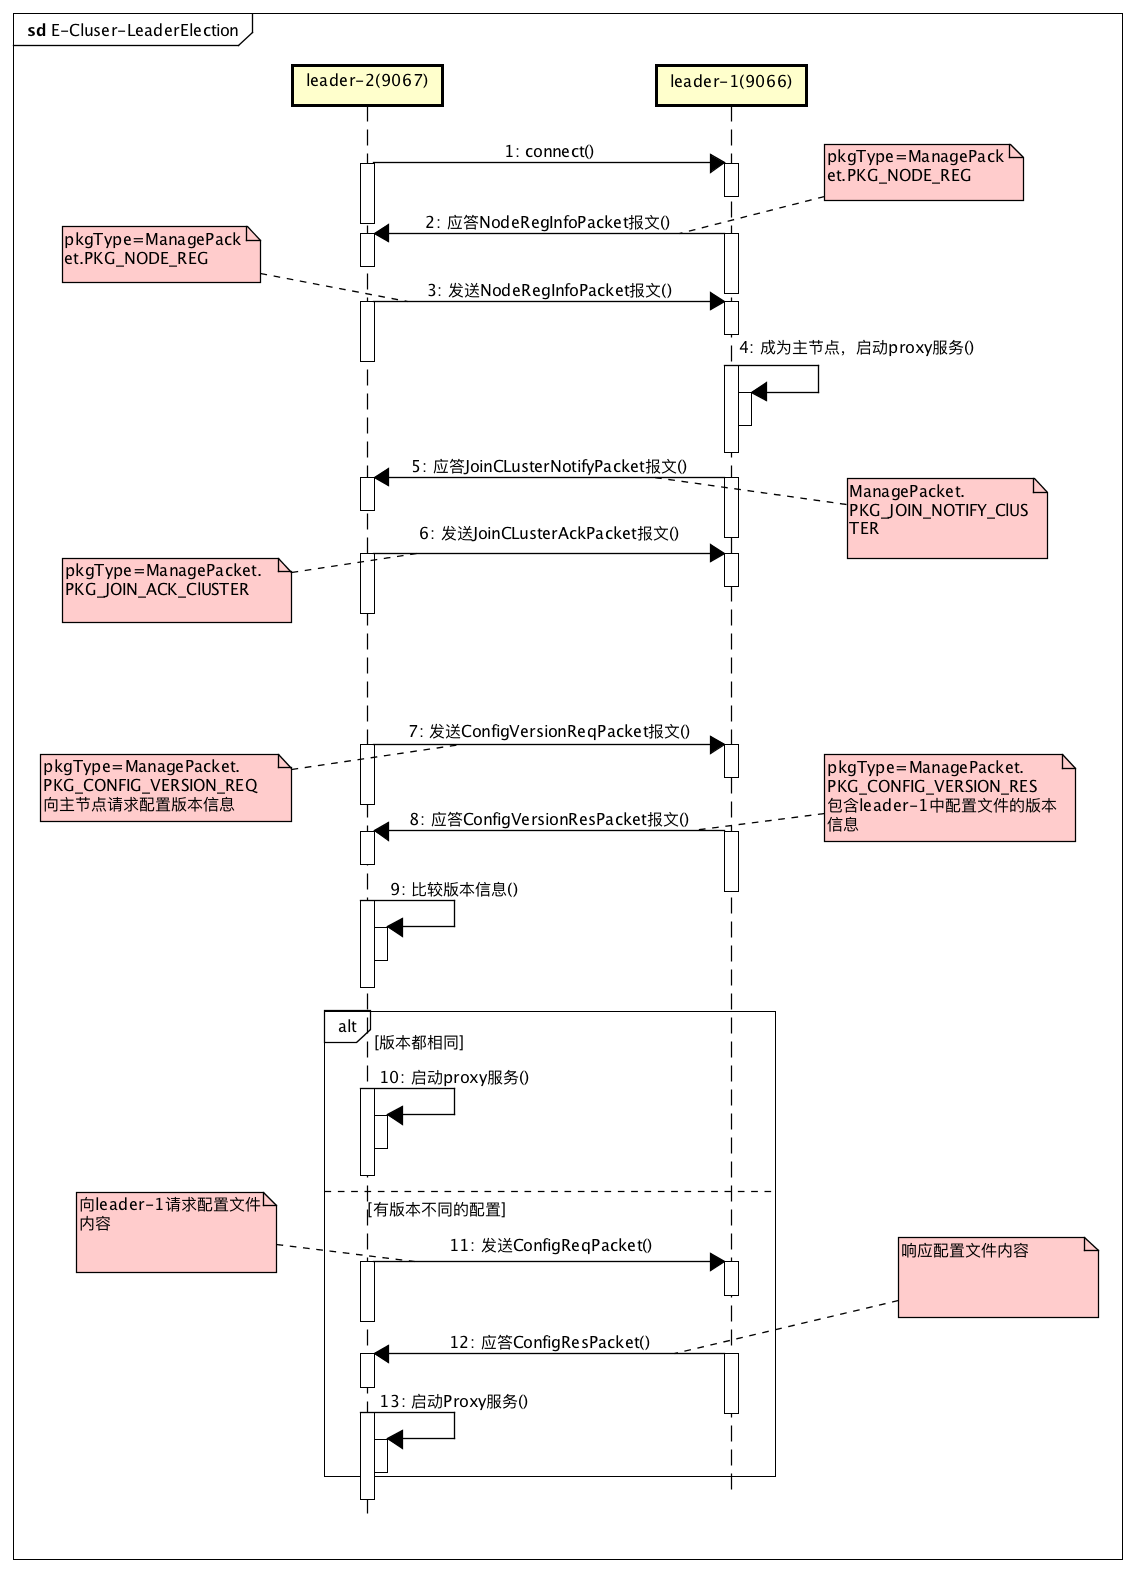 sd E-Cluser-LeaderElection
leader-2(9067)
leader-1(9066)
1: connect()
pkgType=ManagePack
et.PKG_NODE_REG
2: 应答NodeRegInfoPacket报文()
pkgType=ManagePack
et.PKG_NODE_REG
3: 发送NodeRegInfoPacket报文()
4: 成为主节点，启动proxy服务()
5: 应答JoinCLusterNotifyPacket报文()
ManagePacket.
PKG_JOIN_NOTIFY_ClUS
TER
6: 发送JoinCLusterAckPacket报文()
pkgType=ManagePacket.
PKG_JOIN_ACK_ClUSTER
7: 发送ConfigVersionReqPacket报文()
pkgType=ManagePacket.
PKG_CONFIG_VERSION_REQ
向主节点请求配置版本信息
pkgType=ManagePacket.
PKG_CONFIG_VERSION_RES
包含leader-1中配置文件的版本
信息
8: 应答ConfigVersionResPacket报文()
9: 比较版本信息()
alt
[版本都相同]
10: 启动proxy服务()
向leader-1请求配置文件
内容
[有版本不同的配置]
11: 发送ConfigReqPacket()
响应配置文件内容
12: 应答ConfigResPacket()
13: 启动Proxy服务()